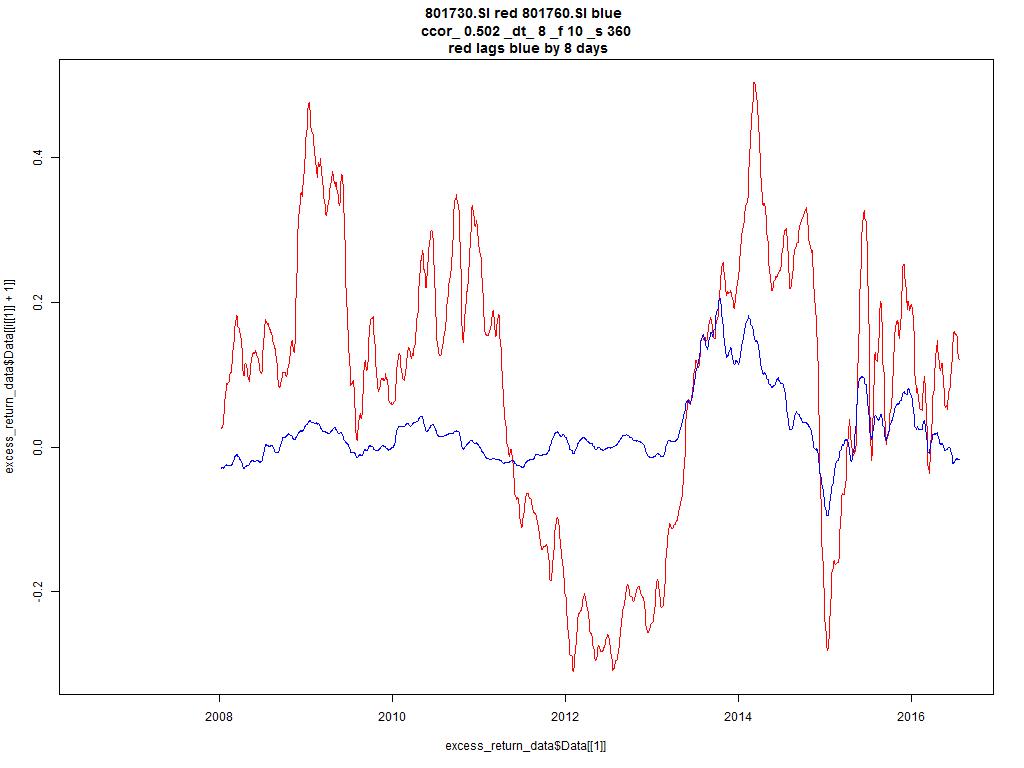 801730.SI red 801760.SI blue
ccor_ 0.502 _dt_ 8 _f 10 _s 360
red lags blue by 8 days
excess_return_data$Data[[i[f[1]] + 1]]
0.4
0.2
0.0
-0.2
2008
2010
2012
2014
2016
excess_return_data$Data[[1]]